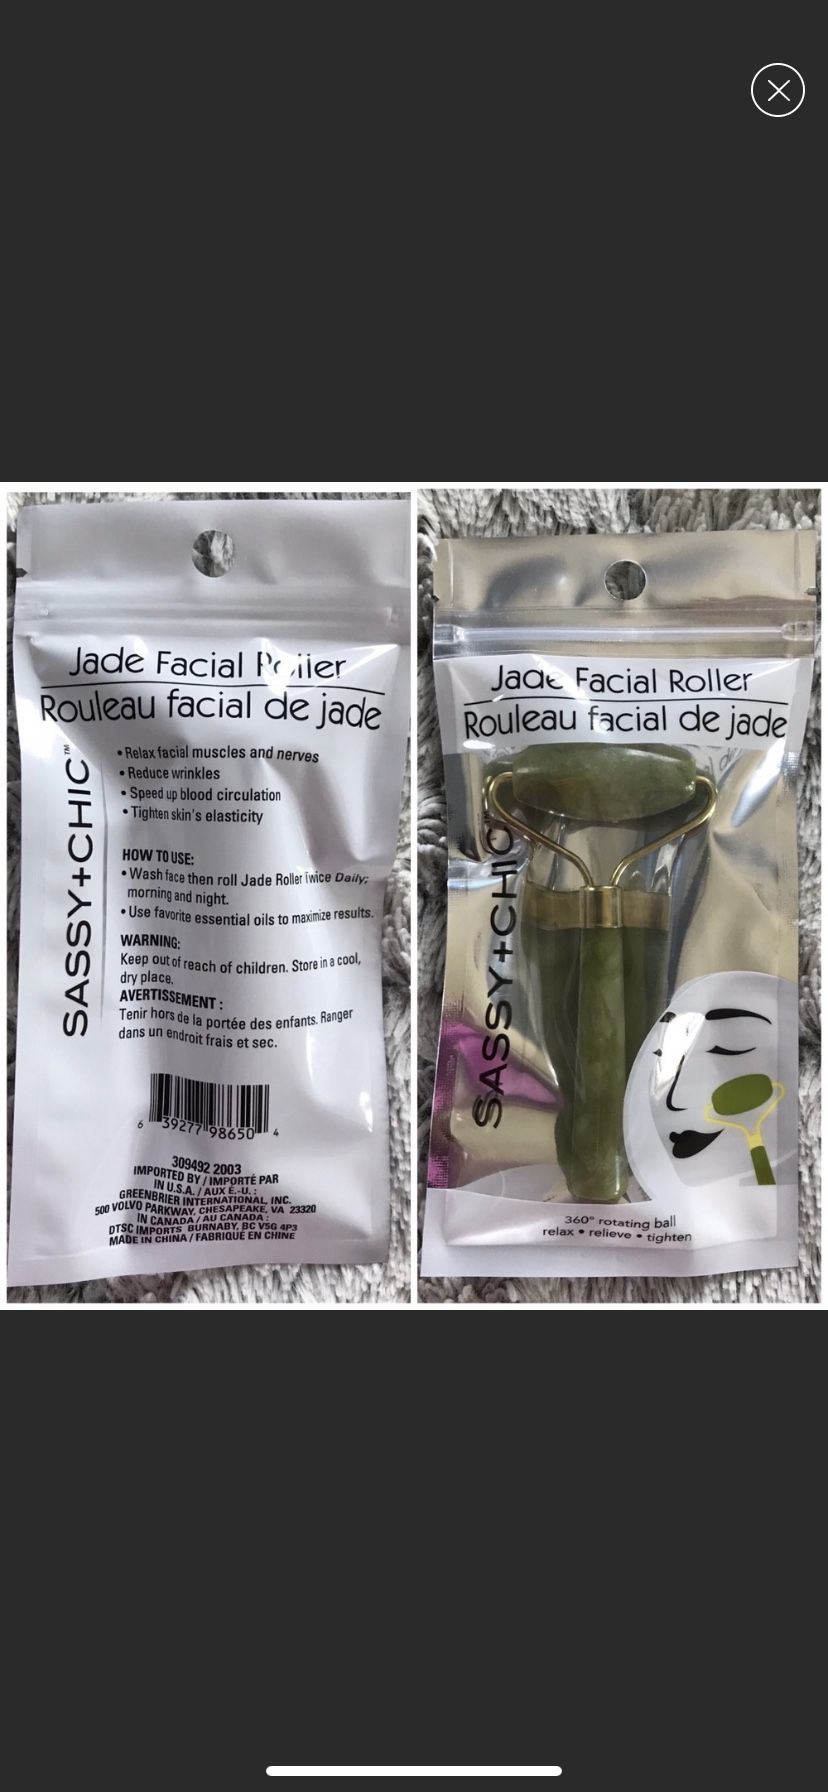 Jade Facial Roller
Rouleau facial de jade
SASSY+CHIC™
• Relax facial muscles and nerves
• Reduce wrinkles
• Speed up blood circulation
• Tighten skin's elasticity
HOW TO USE:
• Wash face then roll Jade Roller Twice Daily;
morning and night.
• Use favorite essential oils to maximize results.
WARNING:
Keep out of reach of children. Store in a cool,
dry place.
AVERTISSEMENT :
Tenir hors de la portée des enfants. Ranger
dans un endroit frais et sec.
6 39277 98650 4
309492 2003
IMPORTED BY / IMPORTÉ PAR
IN U.S.A. / AUX É.-U. :
GREENBRIER INTERNATIONAL, INC.
500 VOLVO PARKWAY, CHESAPEAKE, VA 23320
IN CANADA / AU CANADA :
DTSC IMPORTS BURNABY, BC V5G 4P3
MADE IN CHINA / FABRIQUÉ EN CHINE
Jade Facial Roller
Rouleau facial de jade
SASSY+CHIC™
360° rotating ball
relax • relieve • tighten